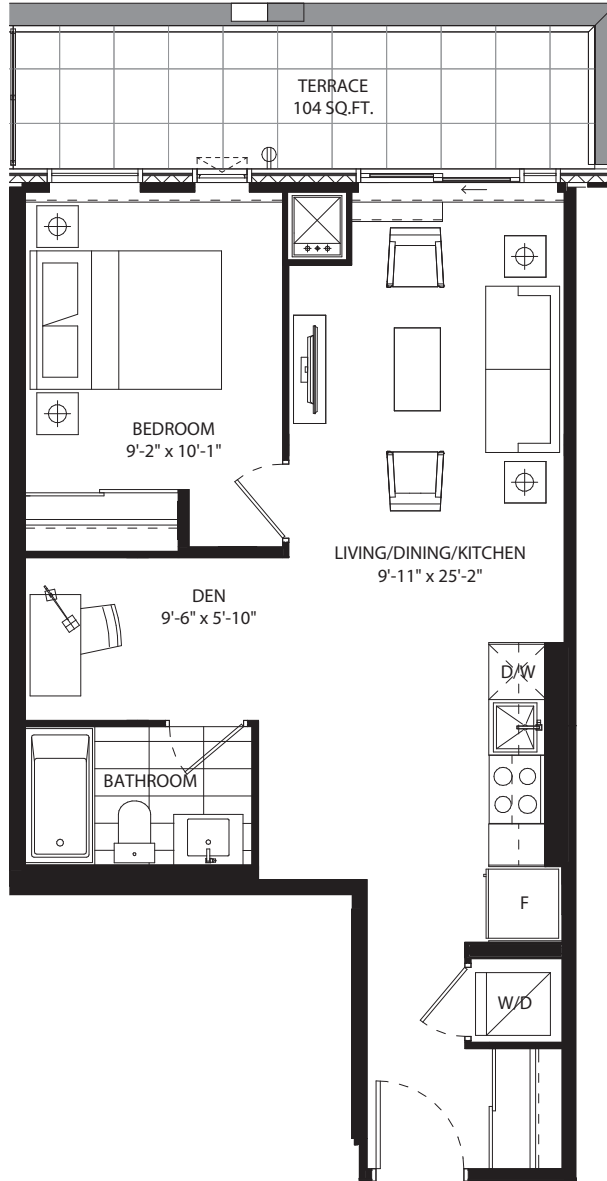 TERRACE
104 SQ.FT.
BEDROOM
9'-2" x 10'-1"
LIVING/DINING/KITCHEN
9'-11" x 25'-2"
DEN
9'-6" x 5'-10"
D/W
BATHROOM
F
W/D